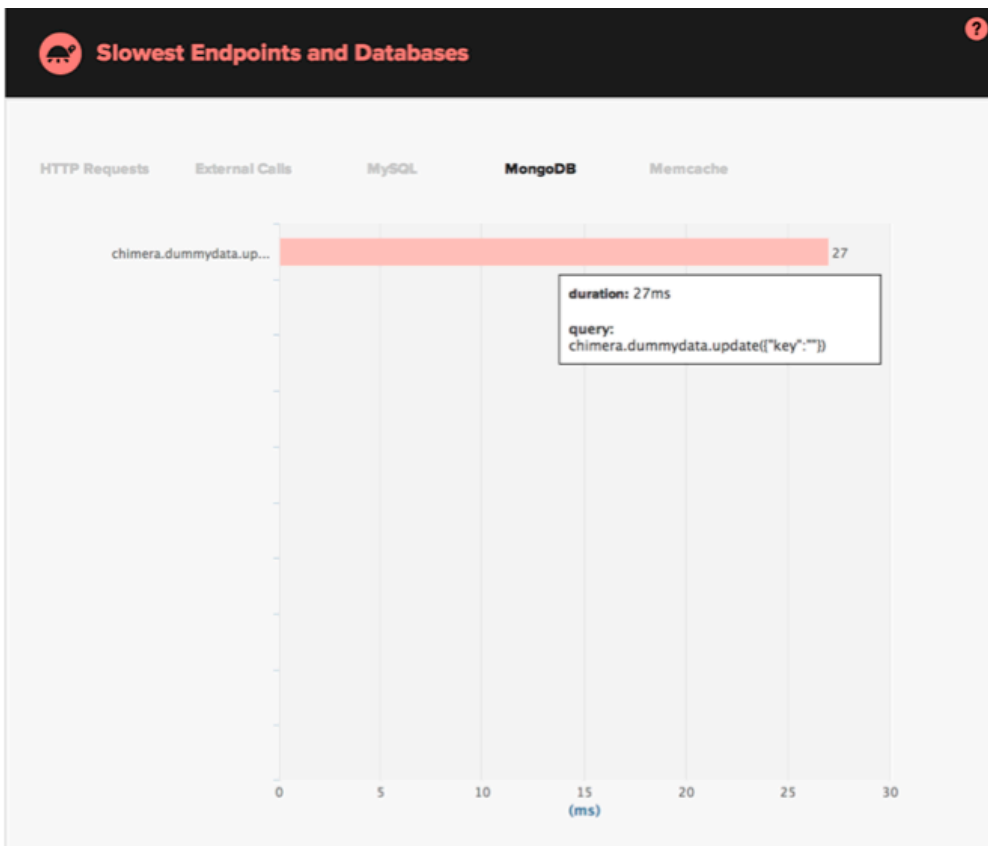 ?
Slowest Endpoints and Databases
HTTP Requests External Calls MySQL MongoDB Memcache
chimera.dummydata.up... 27
duration: 27ms
query:
chimera.dummydata.update({"key":""})
0 5 10 15 20 25 30
(ms)